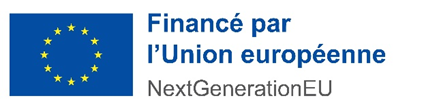 Financé par
l’Union européenne
NextGenerationEU